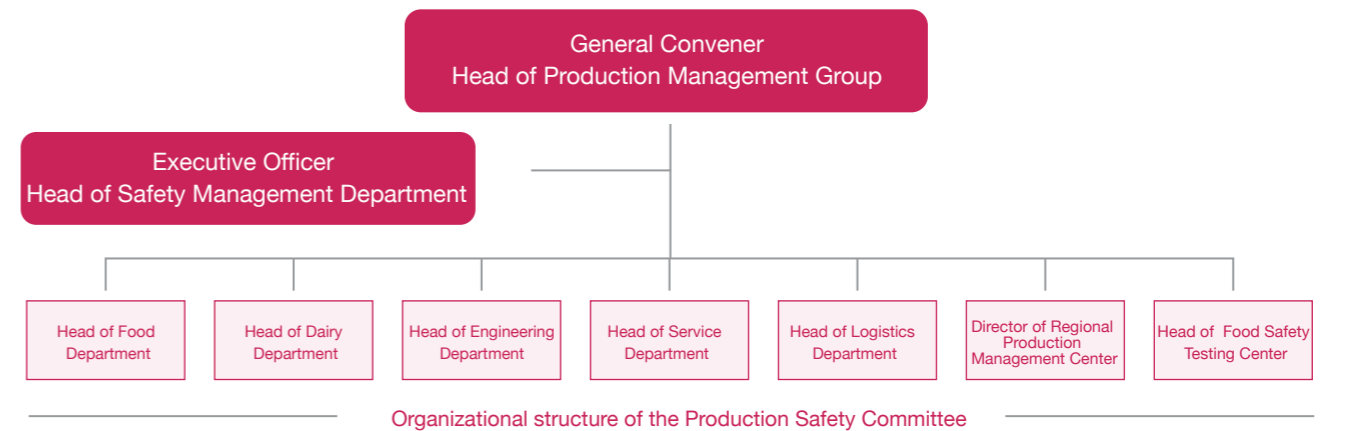 General Convener
Head of Production Management Group
Executive Officer
Head of Safety Management Department
Head of Food
Department
Head of Dairy
Department
Head of Engineering
Department
Head of Service
Department
Head of Logistics
Department
Director of Regional
Production
Management Center
Head of Food Safety
Testing Center
Organizational structure of the Production Safety Committee